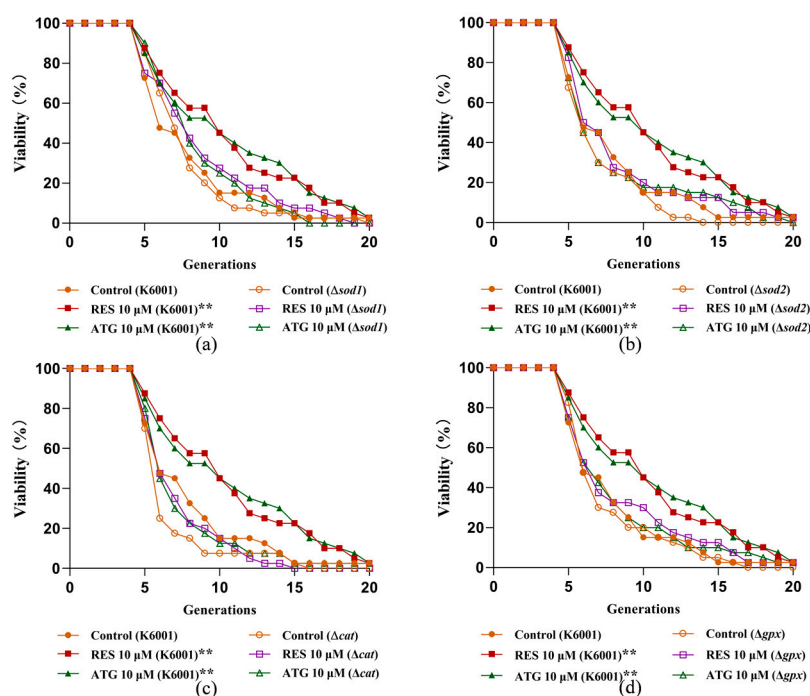 100
80
60
40
20
0
Viability (%)
0 5 10 15 20
Generations
Control (K6001) Control (Δsod1)
RES 10 μM (K6001)** RES 10 μM (Δsod1)
ATG 10 μM (K6001)** ATG 10 μM (Δsod1)
(a)
100
80
60
40
20
0
Viability (%)
0 5 10 15 20
Generations
Control (K6001) Control (Δsod2)
RES 10 μM (K6001)** RES 10 μM (Δsod2)
ATG 10 μM (K6001)** ATG 10 μM (Δsod2)
(b)
100
80
60
40
20
0
Viability (%)
0 5 10 15 20
Generations
Control (K6001) Control (Δcat)
RES 10 μM (K6001)** RES 10 μM (Δcat)
ATG 10 μM (K6001)** ATG 10 μM (Δcat)
(c)
100
80
60
40
20
0
Viability (%)
0 5 10 15 20
Generations
Control (K6001) Control (Δgpx)
RES 10 μM (K6001)** RES 10 μM (Δgpx)
ATG 10 μM (K6001)** ATG 10 μM (Δgpx)
(d)